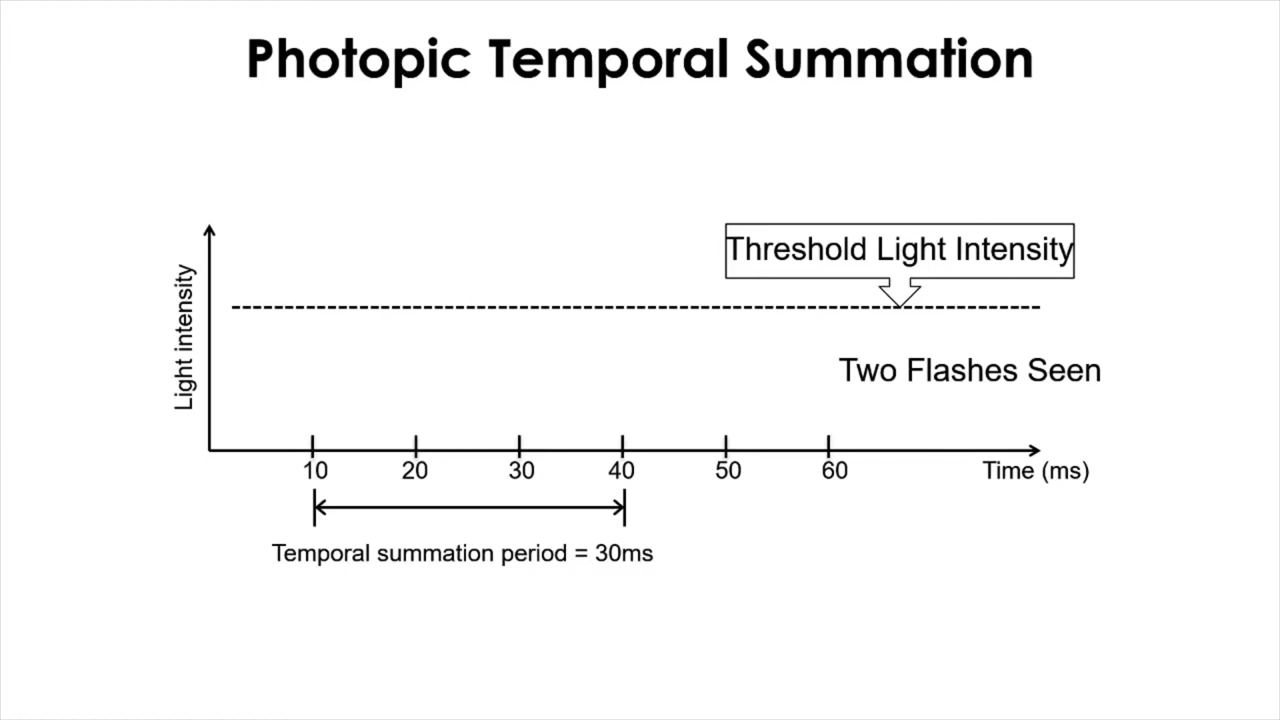 Photopic Temporal Summation
Threshold Light Intensity
Light intensity
Two Flashes Seen
10 20 30 40 50 60 Time (ms)
Temporal summation period = 30ms